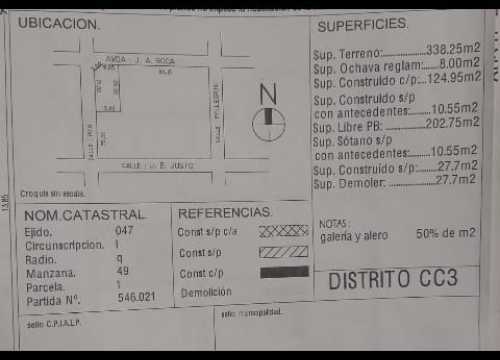 UBICACION.
AVDA - J. A. ROCA
CALLE - J. B. JUSTO
N
Croquis sin escala.
SUPERFICIES.
Sup. Terreno:..............338.25m2
Sup. Ochava reglam:......8.00m2
Sup. Construido c/p:...124.95m2
Sup. Construido s/p
con antecedentes:.......10.55m2
Sup. Libre PB:............202.75m2
Sup. Sótano s/p
con antecedentes:.......10.55m2
Sup. Construido s/p:......27.7m2
Sup. Demoler:...............27.7m2
NOM.CATASTRAL
Ejido. 047
Circunscripcion. I
Radio. q
Manzana. 49
Parcela. 1
Partida Nº. 546.021
REFERENCIAS.
Const s/p c/a
Const s/p
Const c/p
Demolición
NOTAS:
galería y alero 50% de m2
DISTRITO CC3
sello C.P.I.A.L.P.
sello municipalidad.